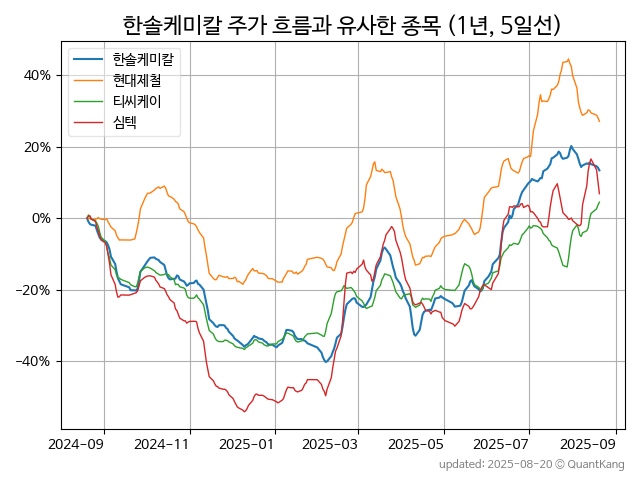 한솔케미칼 주가 흐름과 유사한 종목 (1년, 5일선)
한솔케미칼
현대제철
티씨케이
심텍
40%
20%
0%
−20%
−40%
2024-09
2024-11
2025-01
2025-03
2025-05
2025-07
2025-09
updated: 2025-08-20 © QuantKang